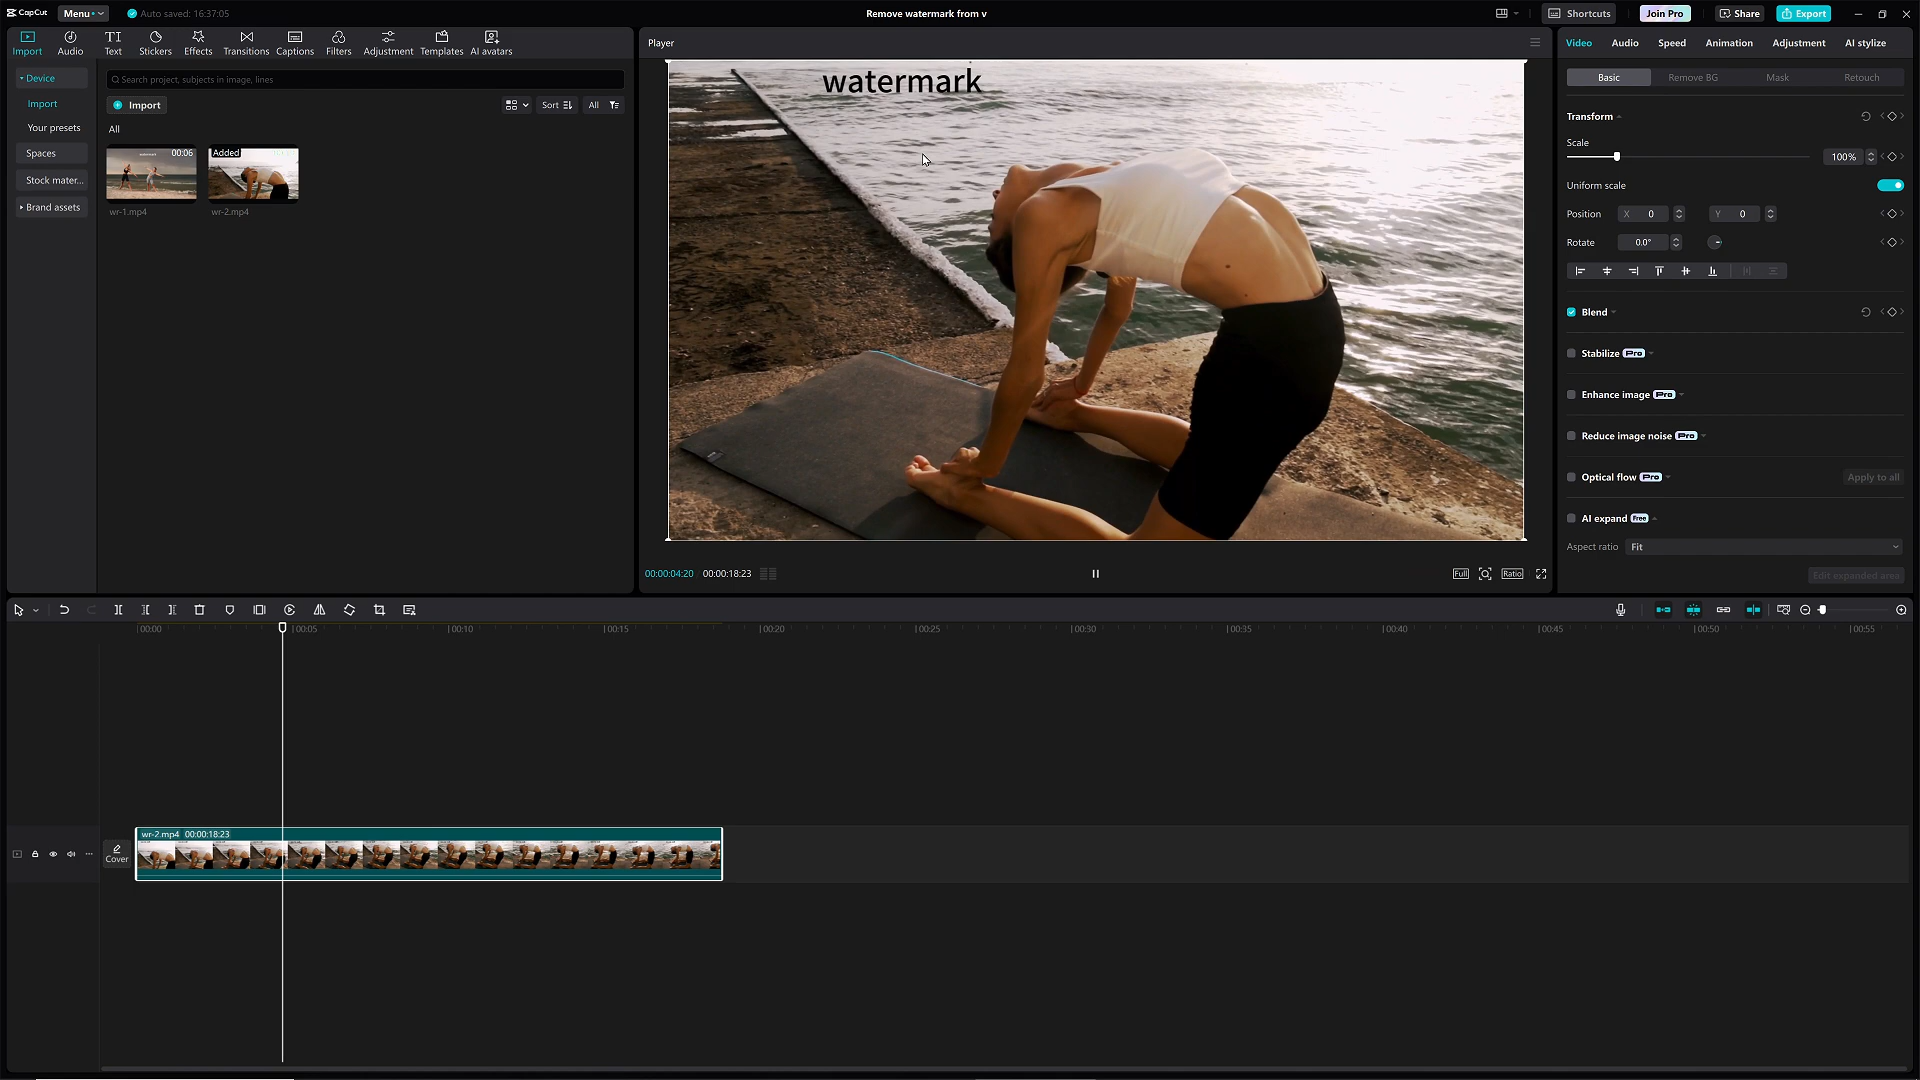 CapCut
Menu
Auto saved: 16:37:05
Remove watermark from v
Shortcuts
Join Pro
Share
Export
Import
Audio
Text
Stickers
Effects
Transitions
Captions
Filters
Adjustment
Templates
AI avatars
Device
Import
Your presets
Spaces
Stock mater...
Brand assets
Search project, subjects in image, lines
Import
Sort
All
All
00:06
wr-1.mp4
Added
wr-2.mp4
Player
watermark
00:00:04:20
00:00:18:23
Full
Ratio
Video
Audio
Speed
Animation
Adjustment
AI stylize
Basic
Remove BG
Mask
Retouch
Transform
Scale
100%
Uniform scale
Position
X 0
Y 0
Rotate
0.0°
Blend
Stabilize Pro
Enhance image Pro
Reduce image noise Pro
Optical flow Pro
Apply to all
AI expand Free
Aspect ratio
Fit
Edit expanded area
00:00
00:05
00:10
00:15
00:20
00:25
00:30
00:35
00:40
00:45
00:50
00:55
Cover
wr-2.mp4 00:00:18:23